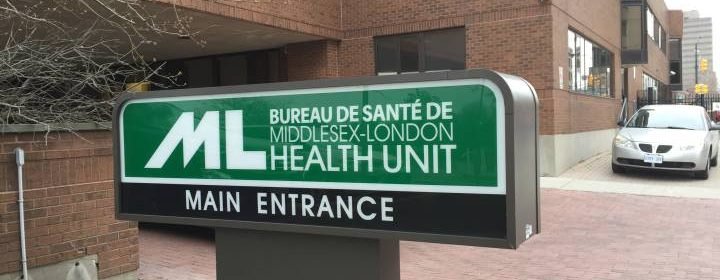 ML
BUREAU DE SANTÉ DE
MIDDLESEX-LONDON
HEALTH UNIT
MAIN ENTRANCE